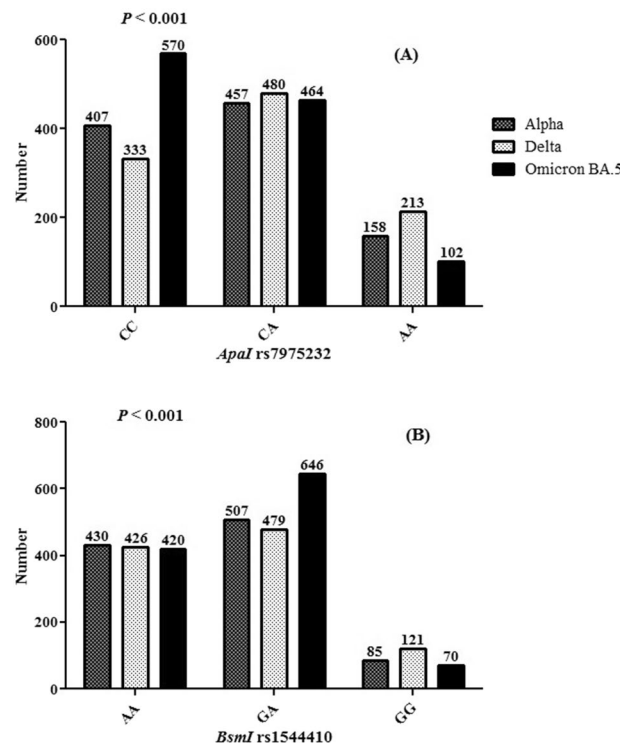 P < 0.001
(A)
Number
600
400
200
0
407
333
570
457
480
464
158
213
102
CC
CA
AA
ApaI rs7975232
Alpha
Delta
Omicron BA.5
P < 0.001
(B)
Number
800
600
400
200
0
430
426
420
507
479
646
85
121
70
AA
GA
GG
BsmI rs1544410